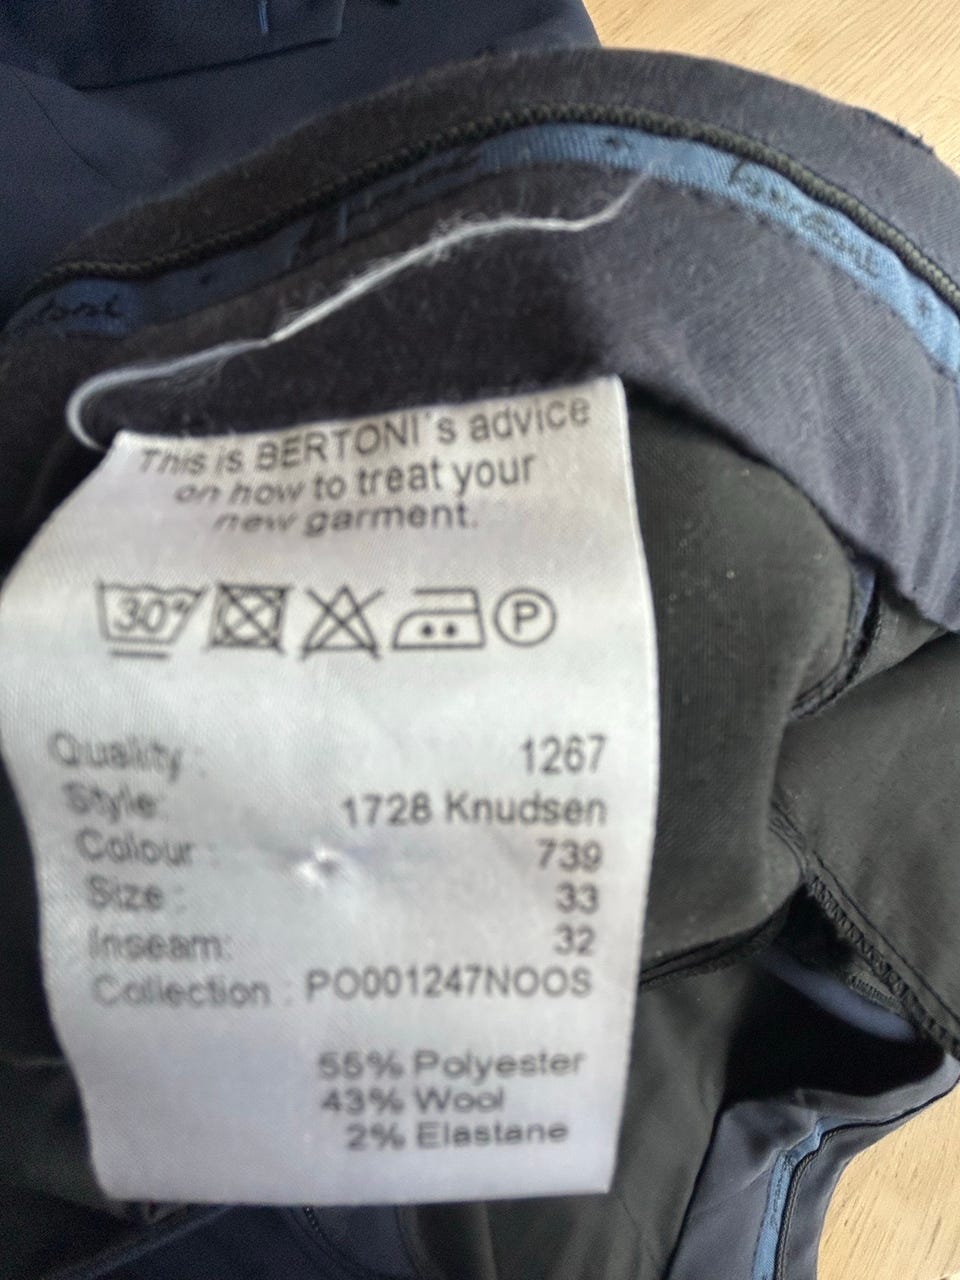 This is BERTONI´s advice
on how to treat your
new garment.
30°
P
Quality : 1267
Style: 1728 Knudsen
Colour : 739
Size : 33
Inseam: 32
Collection : PO001247NOOS
55% Polyester
43% Wool
2% Elastane